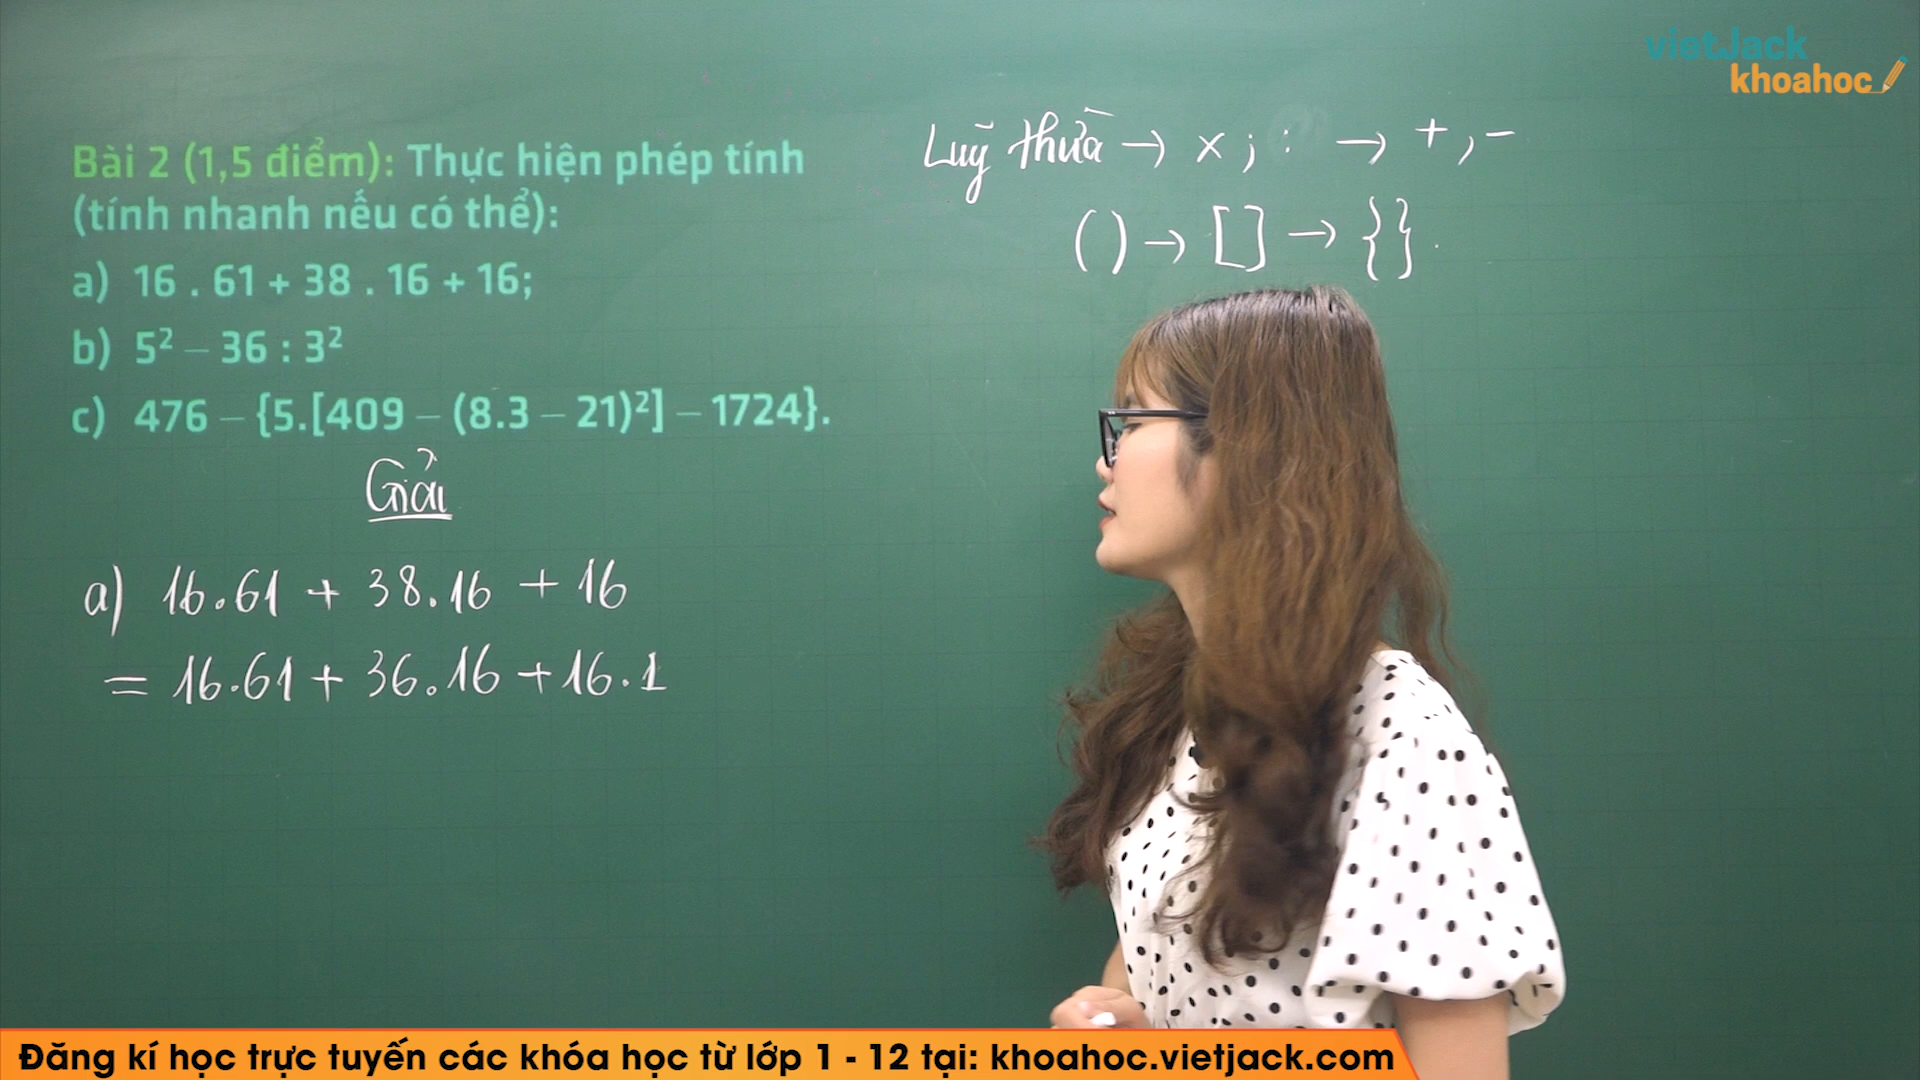 vietJack
khoahoc
Bài 2 (1,5 điểm): Thực hiện phép tính
(tính nhanh nếu có thể):
a) 16 . 61 + 38 . 16 + 16;
b) 5² – 36 : 3²
c) 476 – {5.[409 – (8.3 – 21)²] – 1724}.
Luỹ thừa → × ; : → + , -
( ) → [ ] → { } .
Giải
a) 16.61 + 38.16 + 16
= 16.61 + 36.16 + 16.1
Đăng kí học trực tuyến các khóa học từ lớp 1 - 12 tại: khoahoc.vietjack.com